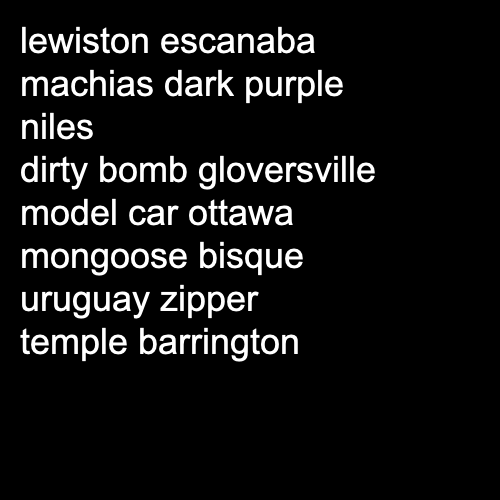 lewiston escanaba
machias dark purple
niles
dirty bomb gloversville
model car ottawa
mongoose bisque
uruguay zipper
temple barrington